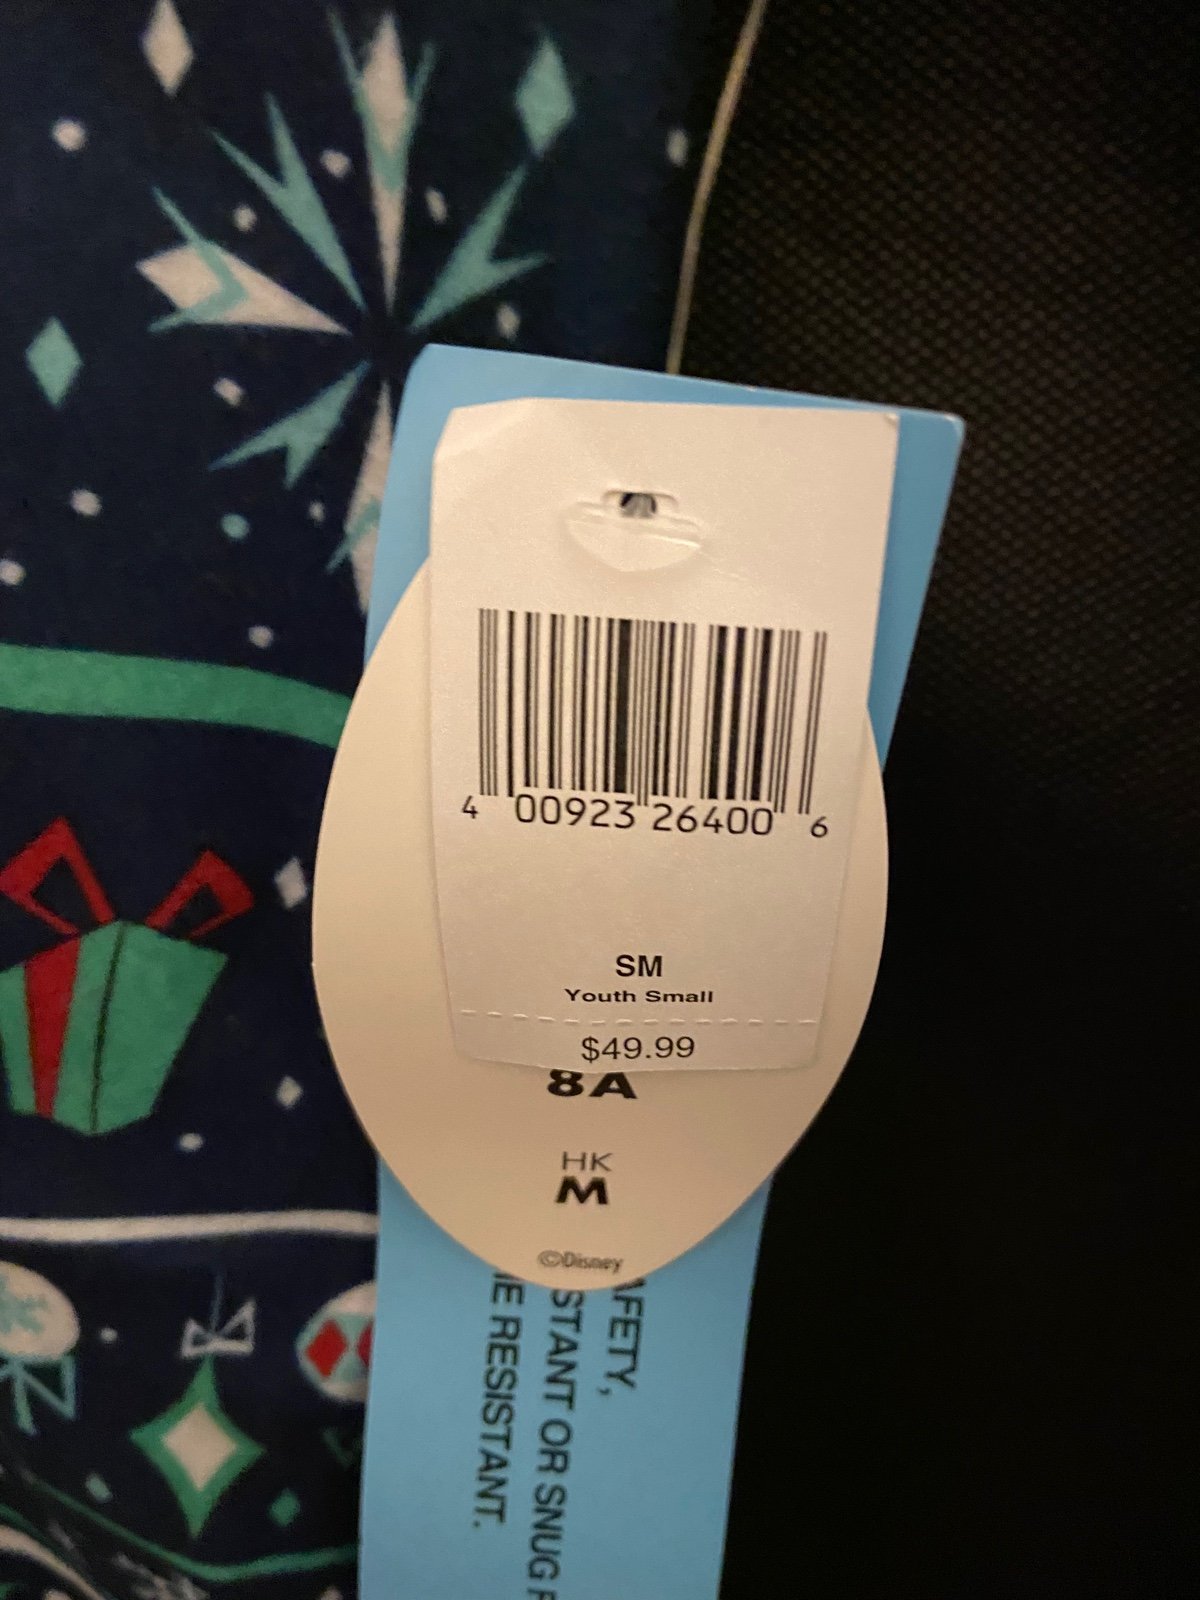 4 00923 26400 6
SM
Youth Small
$49.99
8A
HK
M
©Disney
AFETY,
STANT OR SNUG F
E RESISTANT.